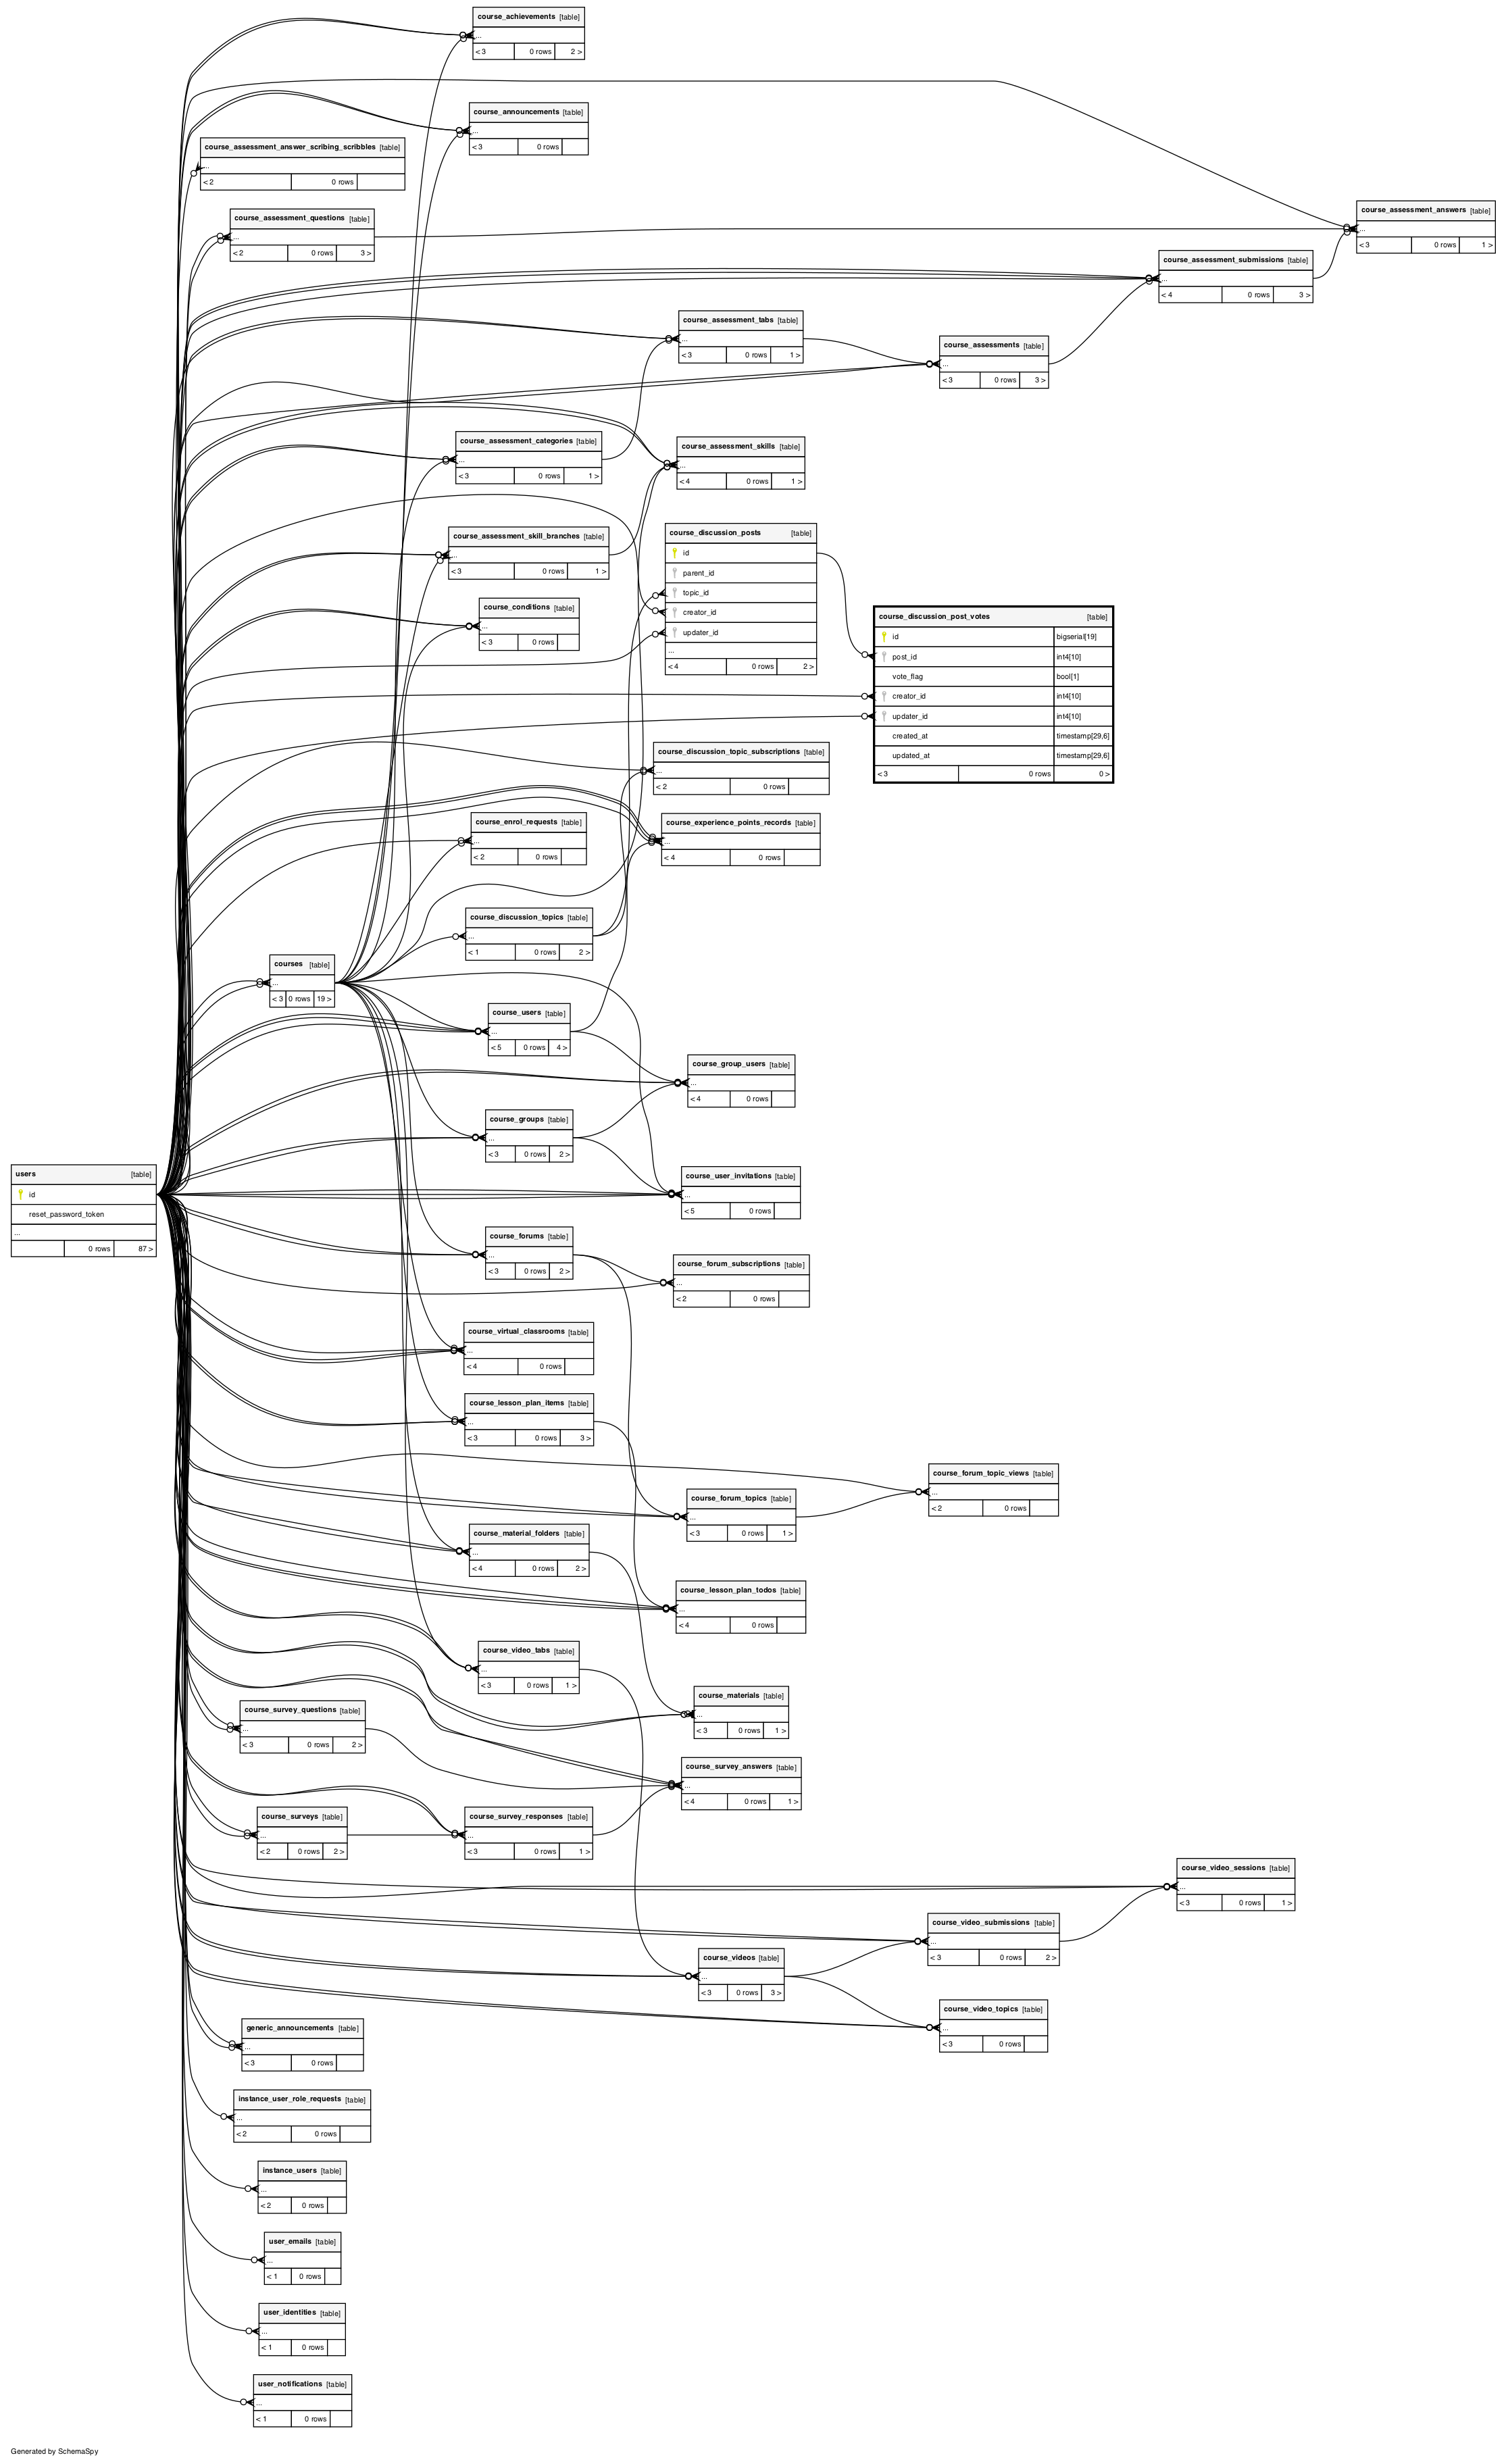 course_achievements [table]
...
< 3 0 rows 2 >
course_announcements [table]
...
< 3 0 rows
course_assessment_answer_scribing_scribbles [table]
...
< 2 0 rows
course_assessment_answers [table]
...
< 3 0 rows 1 >
course_assessment_questions [table]
...
< 2 0 rows 3 >
course_assessment_submissions [table]
...
< 4 0 rows 3 >
course_assessment_tabs [table]
...
< 3 0 rows 1 >
course_assessments [table]
...
< 3 0 rows 3 >
course_assessment_categories [table]
...
< 3 0 rows 1 >
course_assessment_skills [table]
...
< 4 0 rows 1 >
course_assessment_skill_branches [table]
...
< 3 0 rows 1 >
course_discussion_posts [table]
id
parent_id
topic_id
creator_id
updater_id
...
< 4 0 rows 2 >
course_conditions [table]
...
< 3 0 rows
course_discussion_post_votes [table]
id bigserial[19]
post_id int4[10]
vote_flag bool[1]
creator_id int4[10]
updater_id int4[10]
created_at timestamp[29,6]
updated_at timestamp[29,6]
< 3 0 rows 0 >
course_discussion_topic_subscriptions [table]
...
< 2 0 rows
course_enrol_requests [table]
...
< 2 0 rows
course_experience_points_records [table]
...
< 4 0 rows
course_discussion_topics [table]
...
< 1 0 rows 2 >
courses [table]
...
< 3 0 rows 19 >
course_users [table]
...
< 5 0 rows 4 >
course_group_users [table]
...
< 4 0 rows
course_groups [table]
...
< 3 0 rows 2 >
users [table]
id
reset_password_token
...
0 rows 87 >
course_user_invitations [table]
...
< 5 0 rows
course_forums [table]
...
< 3 0 rows 2 >
course_forum_subscriptions [table]
...
< 2 0 rows
course_virtual_classrooms [table]
...
< 4 0 rows
course_lesson_plan_items [table]
...
< 3 0 rows 3 >
course_forum_topic_views [table]
...
< 2 0 rows
course_forum_topics [table]
...
< 3 0 rows 1 >
course_material_folders [table]
...
< 4 0 rows 2 >
course_lesson_plan_todos [table]
...
< 4 0 rows
course_video_tabs [table]
...
< 3 0 rows 1 >
course_materials [table]
...
< 3 0 rows 1 >
course_survey_questions [table]
...
< 3 0 rows 2 >
course_survey_answers [table]
...
< 4 0 rows 1 >
course_surveys [table]
...
< 2 0 rows 2 >
course_survey_responses [table]
...
< 3 0 rows 1 >
course_video_sessions [table]
...
< 3 0 rows 1 >
course_video_submissions [table]
...
< 3 0 rows 2 >
course_videos [table]
...
< 3 0 rows 3 >
course_video_topics [table]
...
< 3 0 rows
generic_announcements [table]
...
< 3 0 rows
instance_user_role_requests [table]
...
< 2 0 rows
instance_users [table]
...
< 2 0 rows
user_emails [table]
...
< 1 0 rows
user_identities [table]
...
< 1 0 rows
user_notifications [table]
...
< 1 0 rows
Generated by SchemaSpy